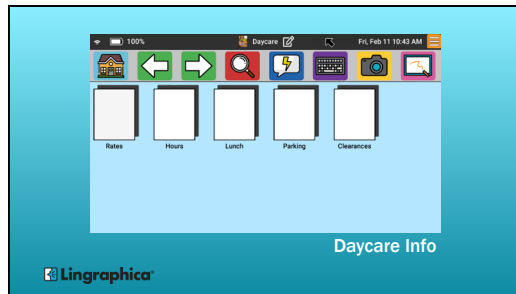 100% Daycare Fri, Feb 11 10:43 AM
Rates Hours Lunch Parking Clearances
Daycare Info
Lingraphica